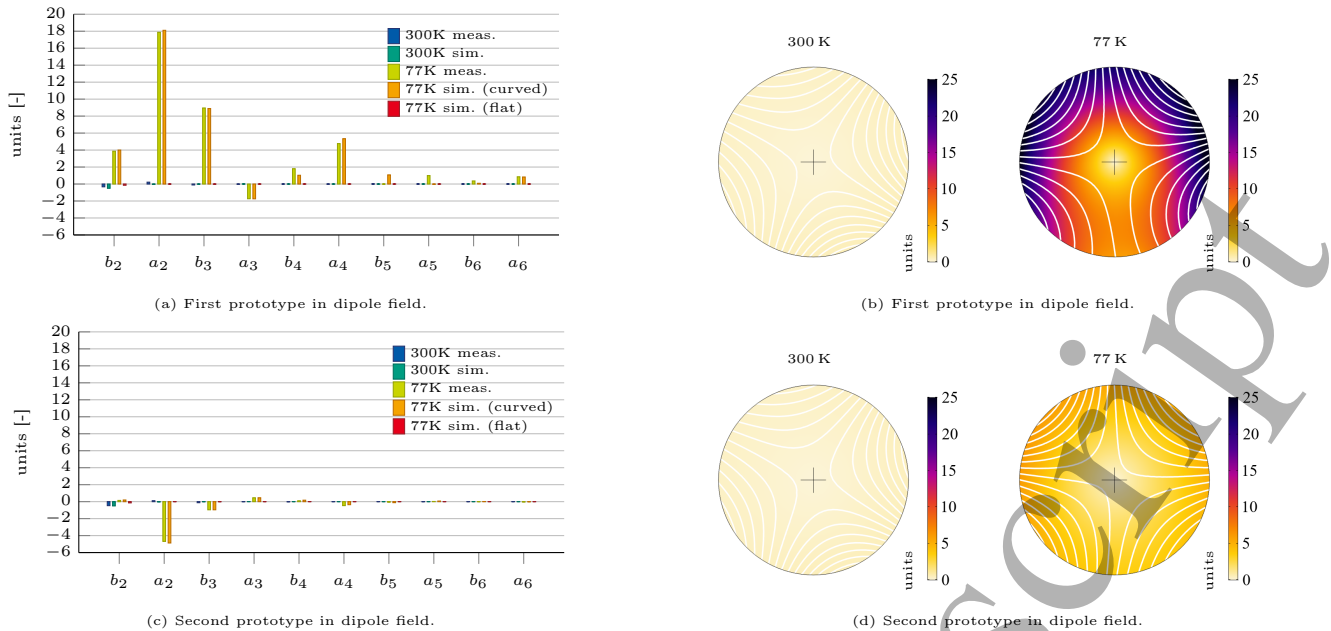 20
18
16
14
12
10
8
6
4
2
0
−2
−4
−6
units [-]
300K meas.
300K sim.
77K meas.
77K sim. (curved)
77K sim. (flat)
b2 a2 b3 a3 b4 a4 b5 a5 b6 a6
(a) First prototype in dipole field.
300 K
25
20
15
10
5
0
units
77 K
25
20
15
10
5
0
units
(b) First prototype in dipole field.
20
18
16
14
12
10
8
6
4
2
0
−2
−4
−6
units [-]
300K meas.
300K sim.
77K meas.
77K sim. (curved)
77K sim. (flat)
b2 a2 b3 a3 b4 a4 b5 a5 b6 a6
(c) Second prototype in dipole field.
300 K
25
20
15
10
5
0
units
77 K
25
20
15
10
5
0
units
(d) Second prototype in dipole field.
script